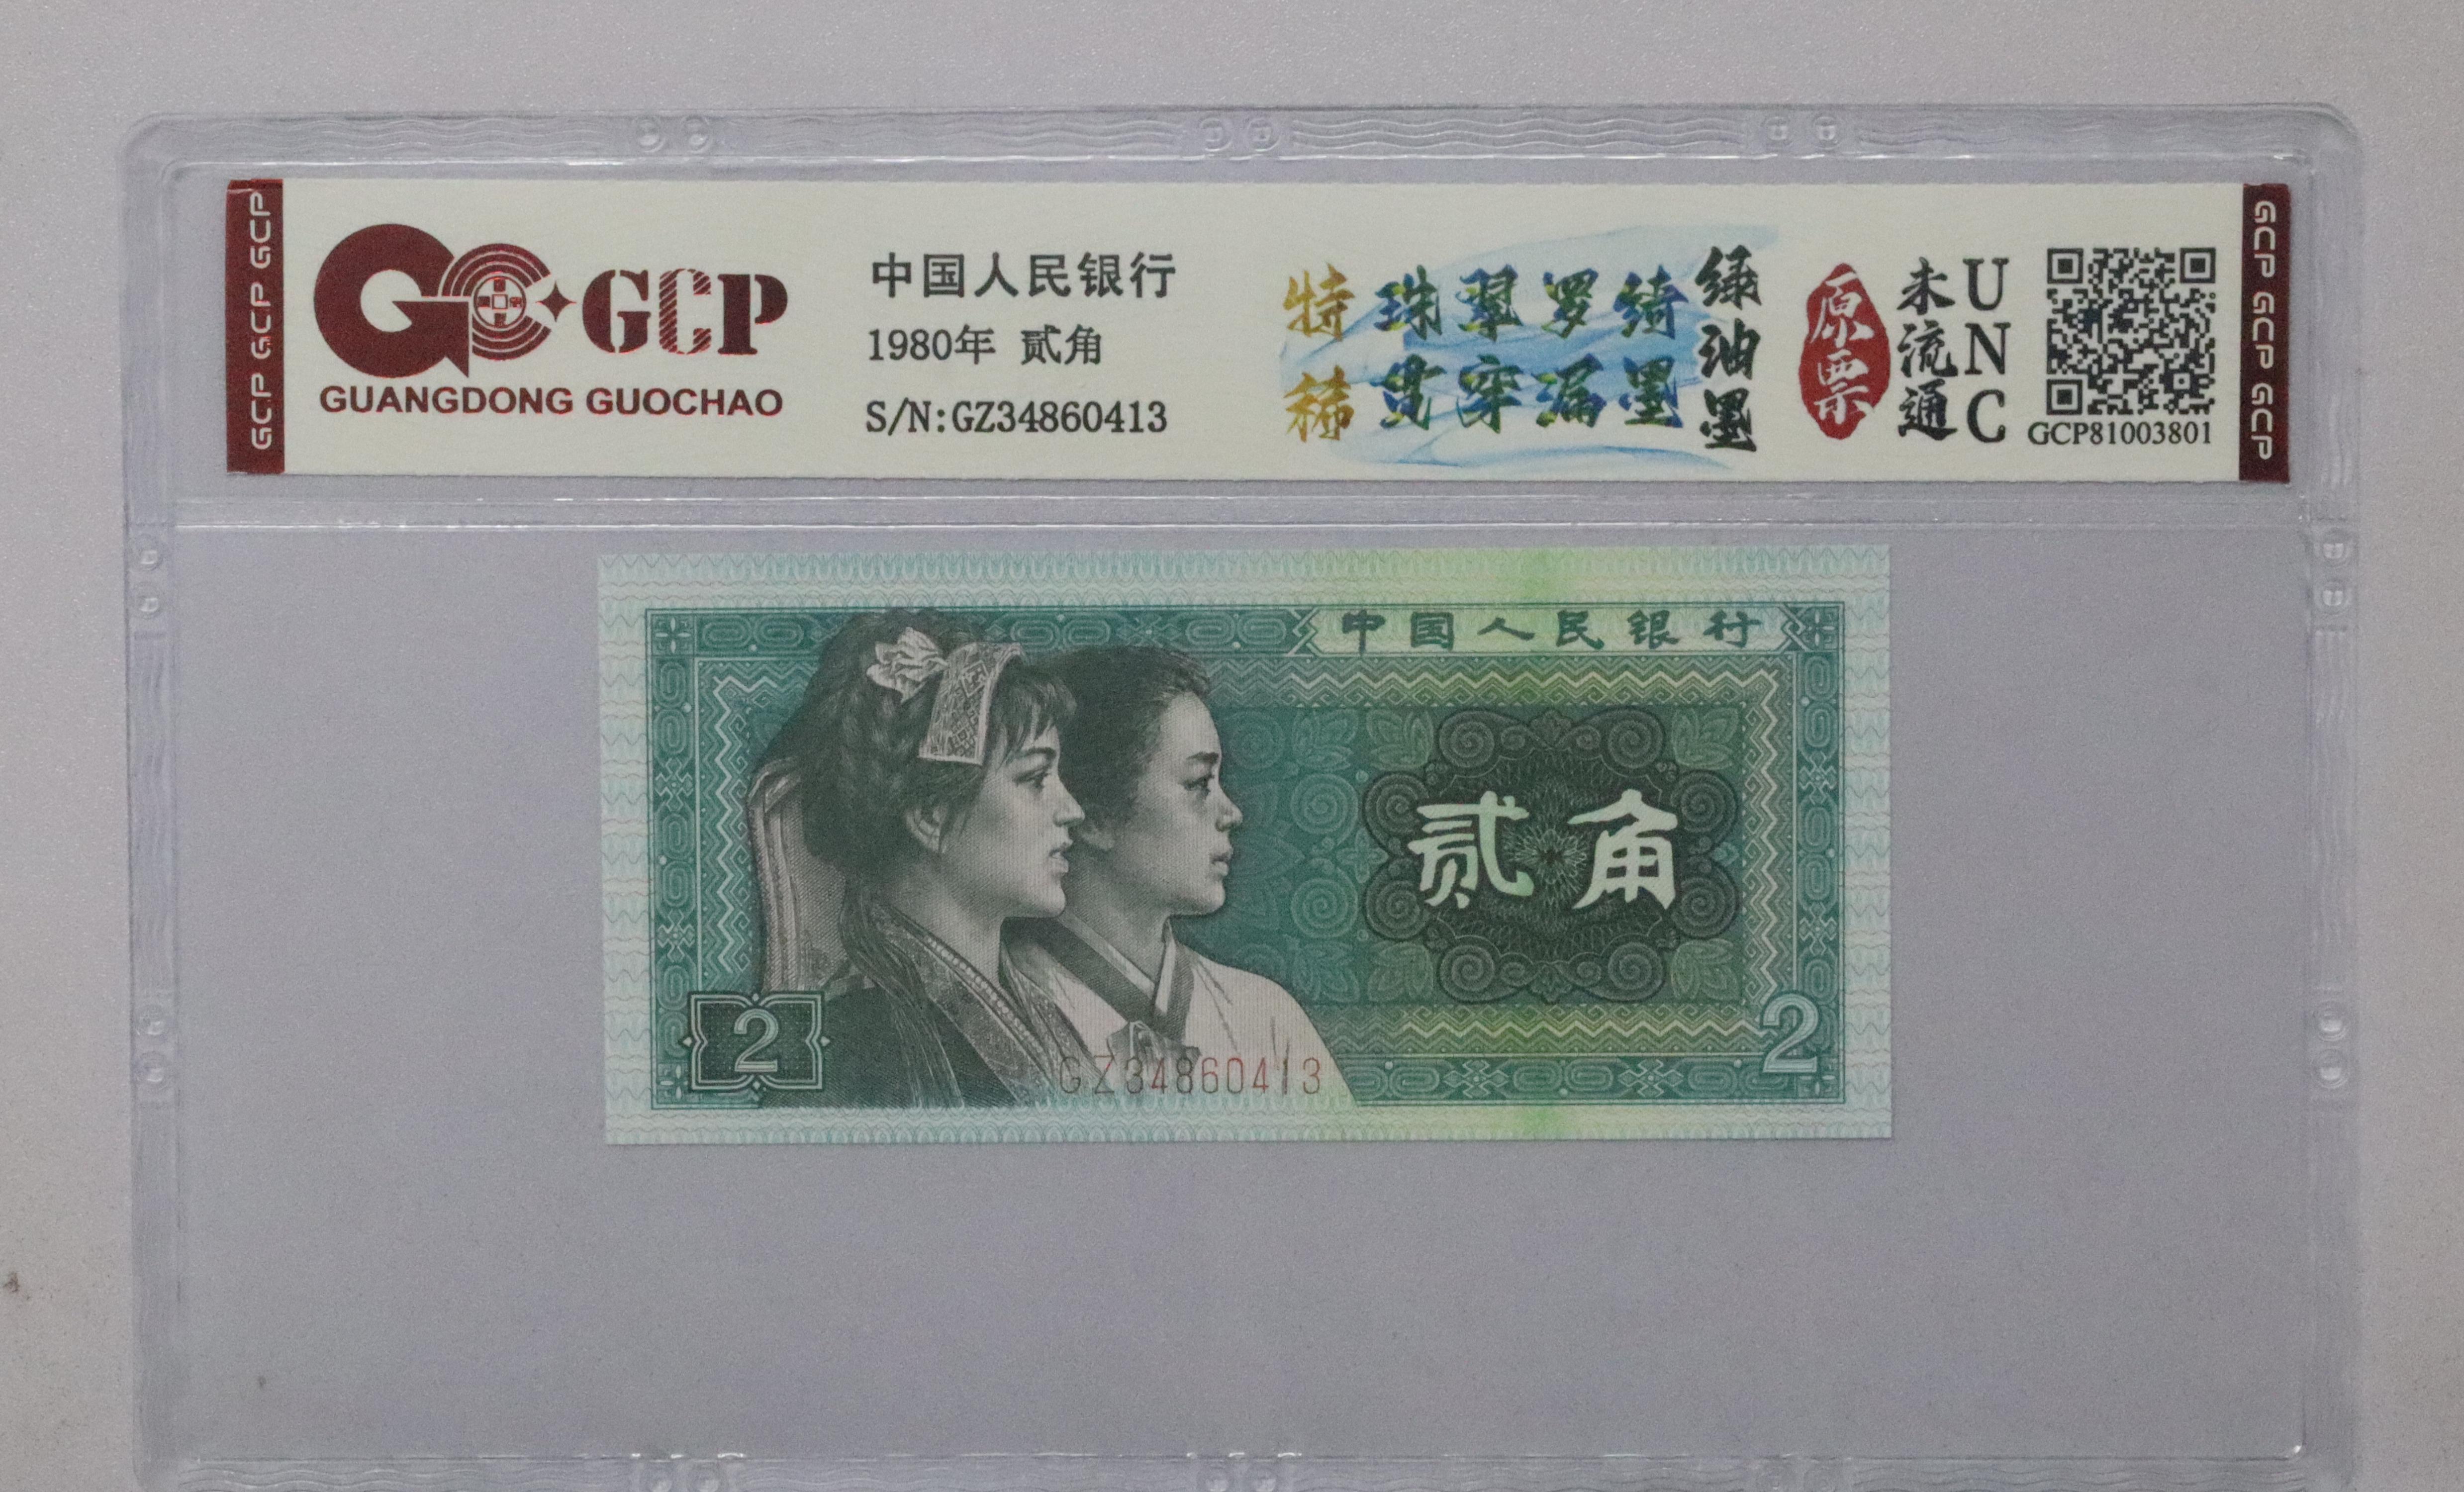 GCP GCP GCP
GCP
GUANGDONG GUOCHAO
中国人民银行
1980年 贰角
S/N:GZ34860413
特稀
珠翠罗绮
贯穿漏墨
绿油墨
原票
未流通
UNC
GCP81003801
GCP GCP GCP
中国人民银行
贰角
2
GZ34860413
2